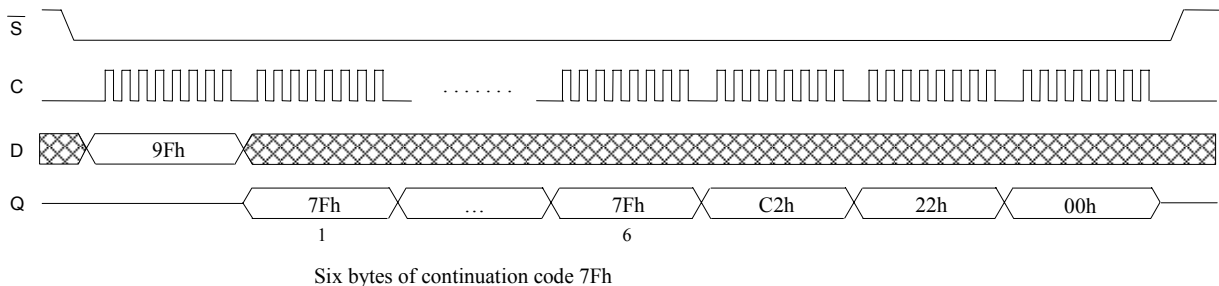 S
C .......
D 9Fh
Q 7Fh ... 7Fh C2h 22h 00h
1 6
Six bytes of continuation code 7Fh